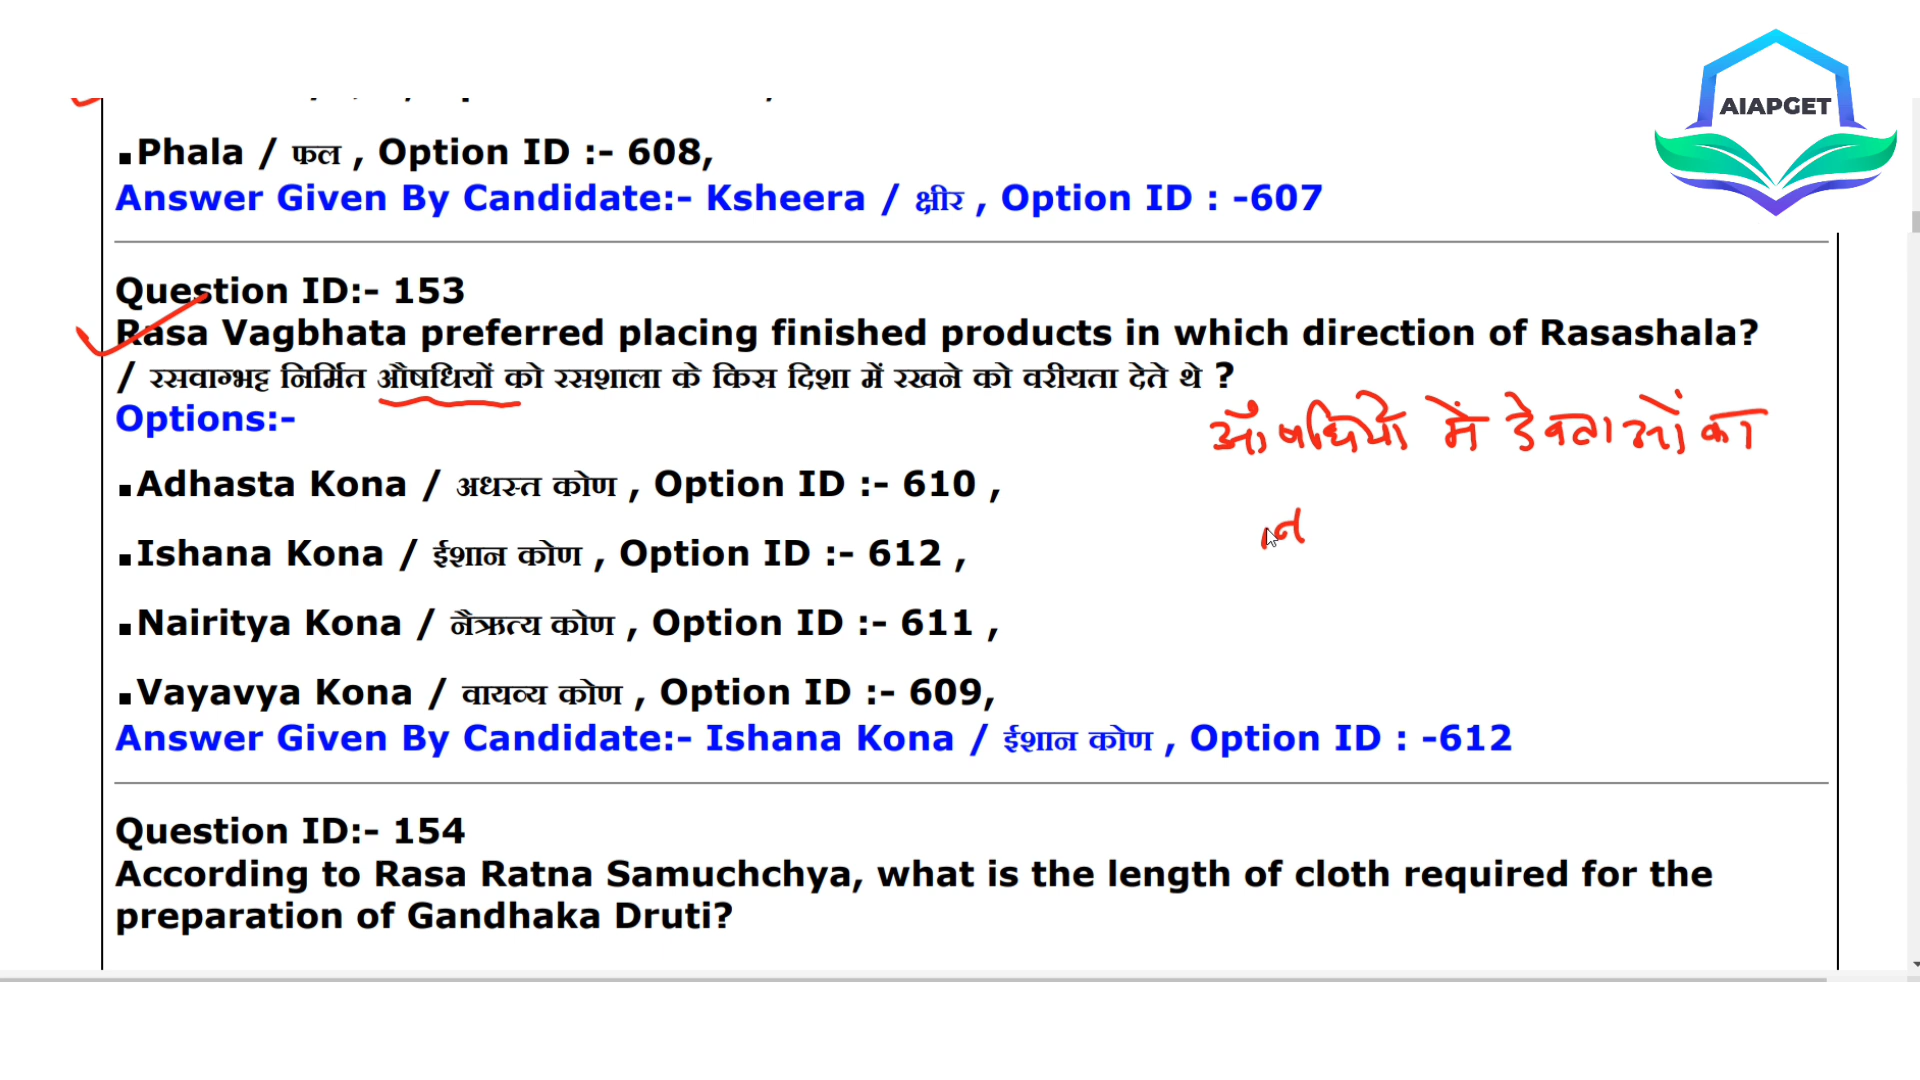 AIAPGET
▪Phala / फल , Option ID :- 608,
Answer Given By Candidate:- Ksheera / क्षीर , Option ID : -607
Question ID:- 153
Rasa Vagbhata preferred placing finished products in which direction of Rasashala?
/ रसवाग्भट्ट निर्मित औषधियों को रसशाला के किस दिशा में रखने को वरीयता देते थे ?
Options:-
औषधियों में देवताओं का
▪Adhasta Kona / अधस्त कोण , Option ID :- 610 ,
▪Ishana Kona / ईशान कोण , Option ID :- 612 ,
▪Nairitya Kona / नैऋत्य कोण , Option ID :- 611 ,
▪Vayavya Kona / वायव्य कोण , Option ID :- 609,
Answer Given By Candidate:- Ishana Kona / ईशान कोण , Option ID : -612
Question ID:- 154
According to Rasa Ratna Samuchchya, what is the length of cloth required for the
preparation of Gandhaka Druti?